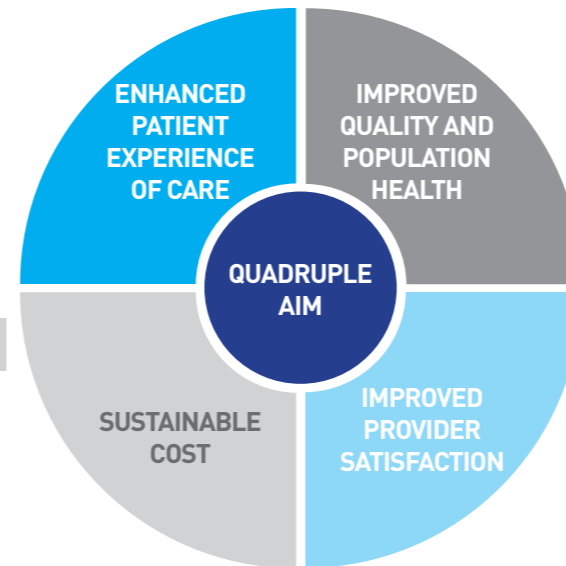 ENHANCED
PATIENT
EXPERIENCE
OF CARE
IMPROVED
QUALITY AND
POPULATION
HEALTH
QUADRUPLE
AIM
SUSTAINABLE
COST
IMPROVED
PROVIDER
SATISFACTION